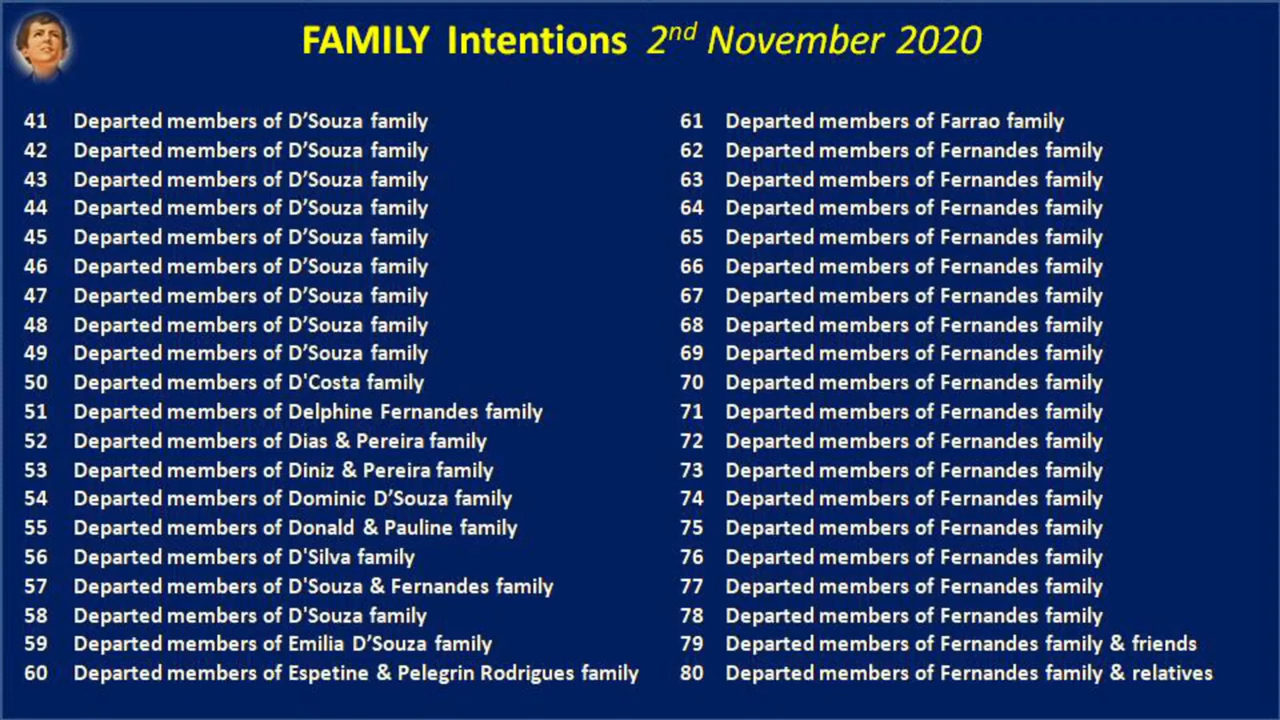 FAMILY Intentions 2nd November 2020
41 Departed members of D’Souza family
42 Departed members of D’Souza family
43 Departed members of D’Souza family
44 Departed members of D’Souza family
45 Departed members of D’Souza family
46 Departed members of D’Souza family
47 Departed members of D’Souza family
48 Departed members of D’Souza family
49 Departed members of D’Souza family
50 Departed members of D'Costa family
51 Departed members of Delphine Fernandes family
52 Departed members of Dias & Pereira family
53 Departed members of Diniz & Pereira family
54 Departed members of Dominic D’Souza family
55 Departed members of Donald & Pauline family
56 Departed members of D'Silva family
57 Departed members of D'Souza & Fernandes family
58 Departed members of D'Souza family
59 Departed members of Emilia D’Souza family
60 Departed members of Espetine & Pelegrin Rodrigues family
61 Departed members of Farrao family
62 Departed members of Fernandes family
63 Departed members of Fernandes family
64 Departed members of Fernandes family
65 Departed members of Fernandes family
66 Departed members of Fernandes family
67 Departed members of Fernandes family
68 Departed members of Fernandes family
69 Departed members of Fernandes family
70 Departed members of Fernandes family
71 Departed members of Fernandes family
72 Departed members of Fernandes family
73 Departed members of Fernandes family
74 Departed members of Fernandes family
75 Departed members of Fernandes family
76 Departed members of Fernandes family
77 Departed members of Fernandes family
78 Departed members of Fernandes family
79 Departed members of Fernandes family & friends
80 Departed members of Fernandes family & relatives